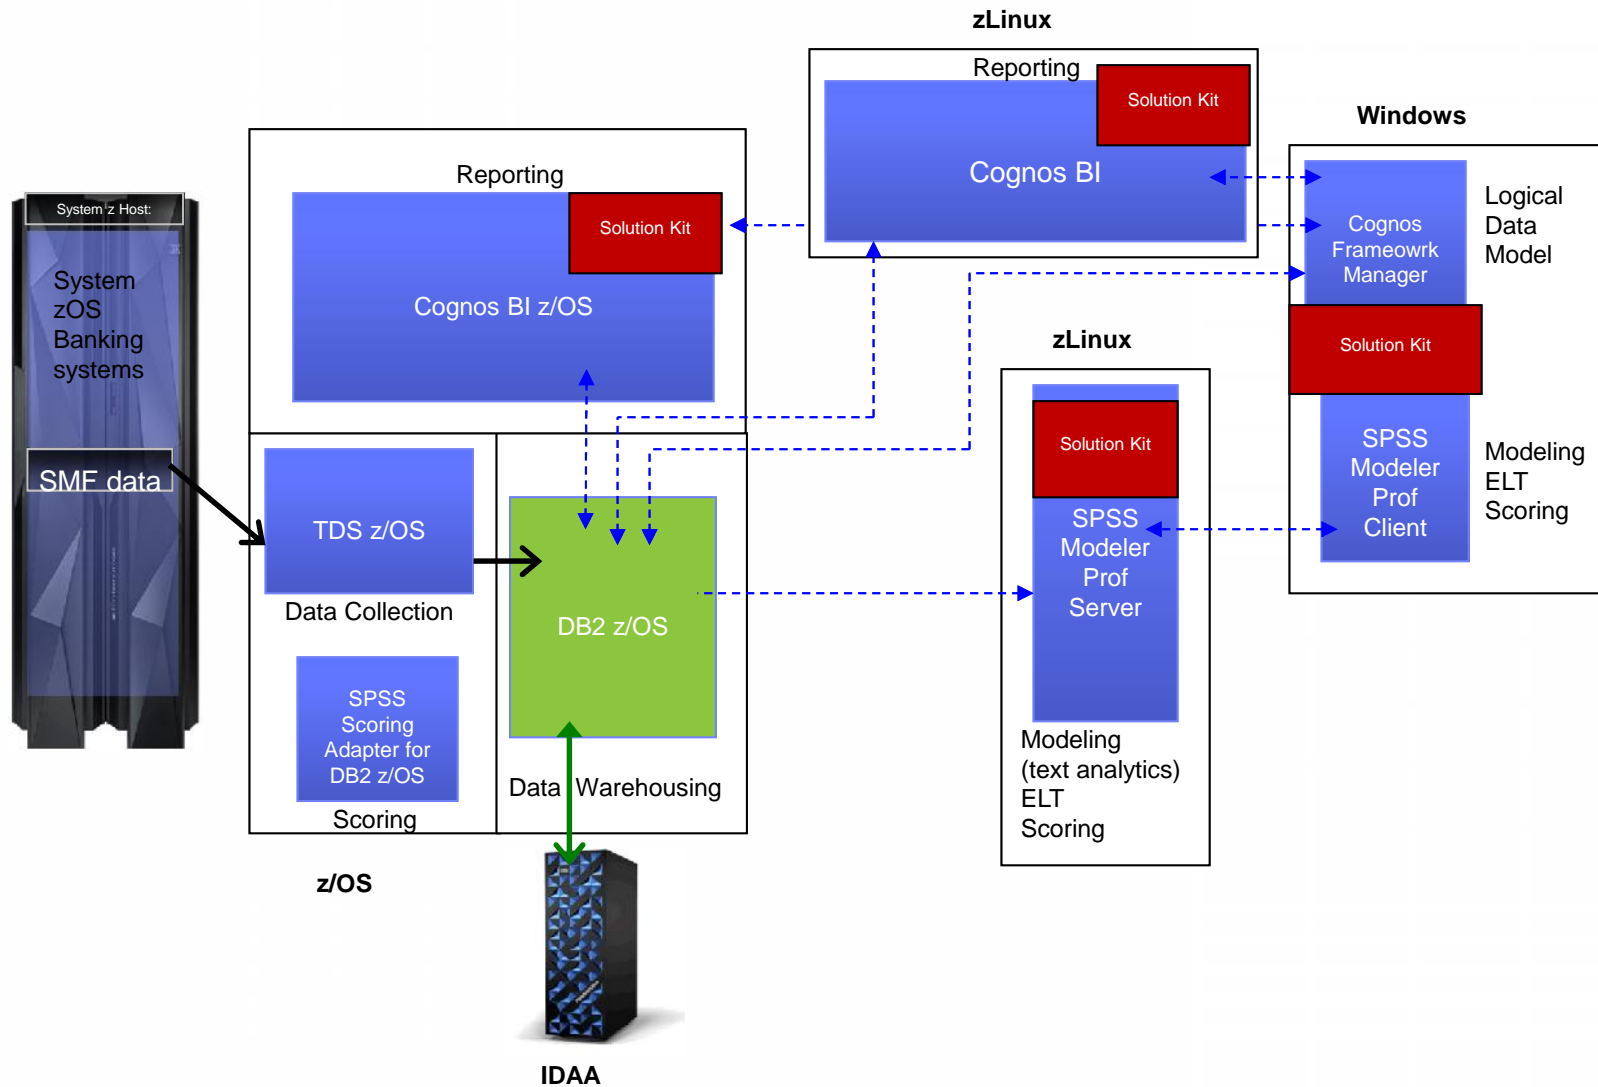 zLinux
Reporting
Solution Kit
Cognos BI
Windows
Cognos
Frameowrk
Manager
Logical
Data
Model
Solution Kit
SPSS
Modeler
Prof
Client
Modeling
ELT
Scoring
Reporting
Solution Kit
Cognos BI z/OS
System z Host:
System
zOS
Banking
systems
SMF data
TDS z/OS
Data Collection
SPSS
Scoring
Adapter for
DB2 z/OS
Scoring
DB2 z/OS
Data Warehousing
z/OS
IDAA
zLinux
Solution Kit
SPSS
Modeler
Prof
Server
Modeling
(text analytics)
ELT
Scoring